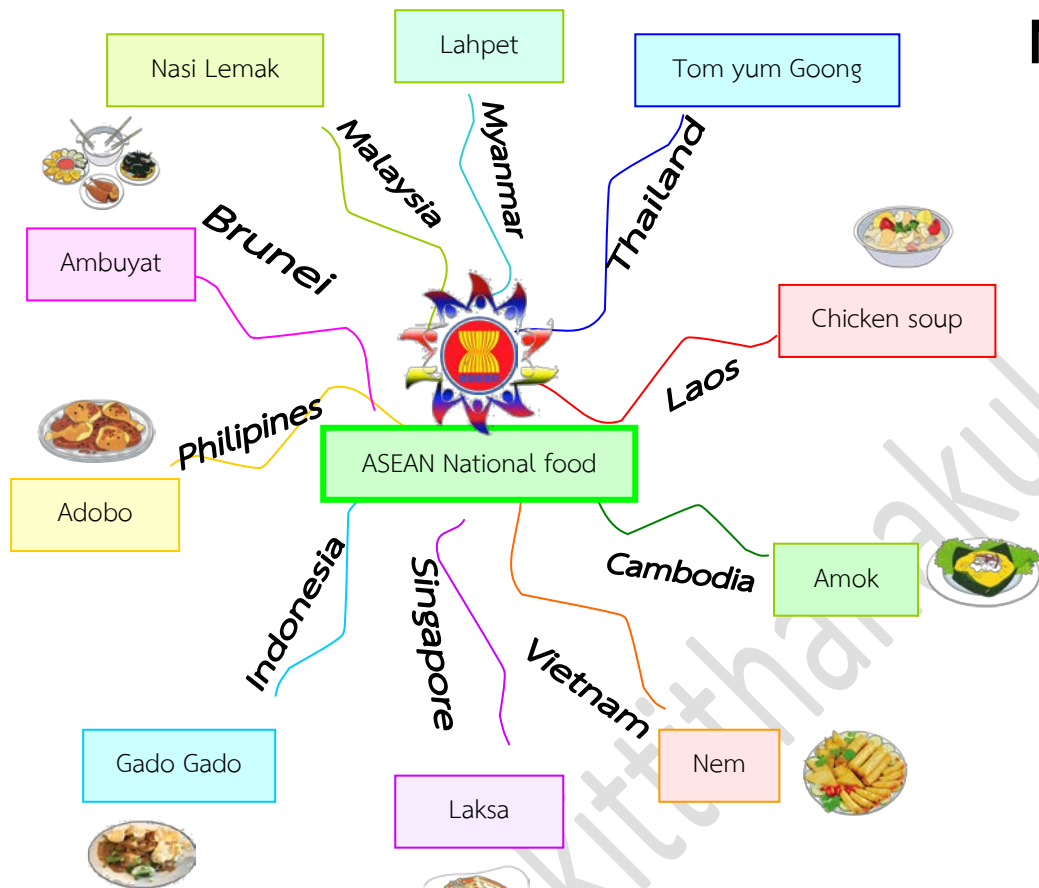 Lahpet
Nasi Lemak
Tom yum Goong
Malaysia
Myanmar
Thailand
Brunei
Ambuyat
Chicken soup
Laos
Philipines
ASEAN National food
Adobo
Indonesia
Singapore
Cambodia
Amok
Vietnam
Gado Gado
Nem
Laksa